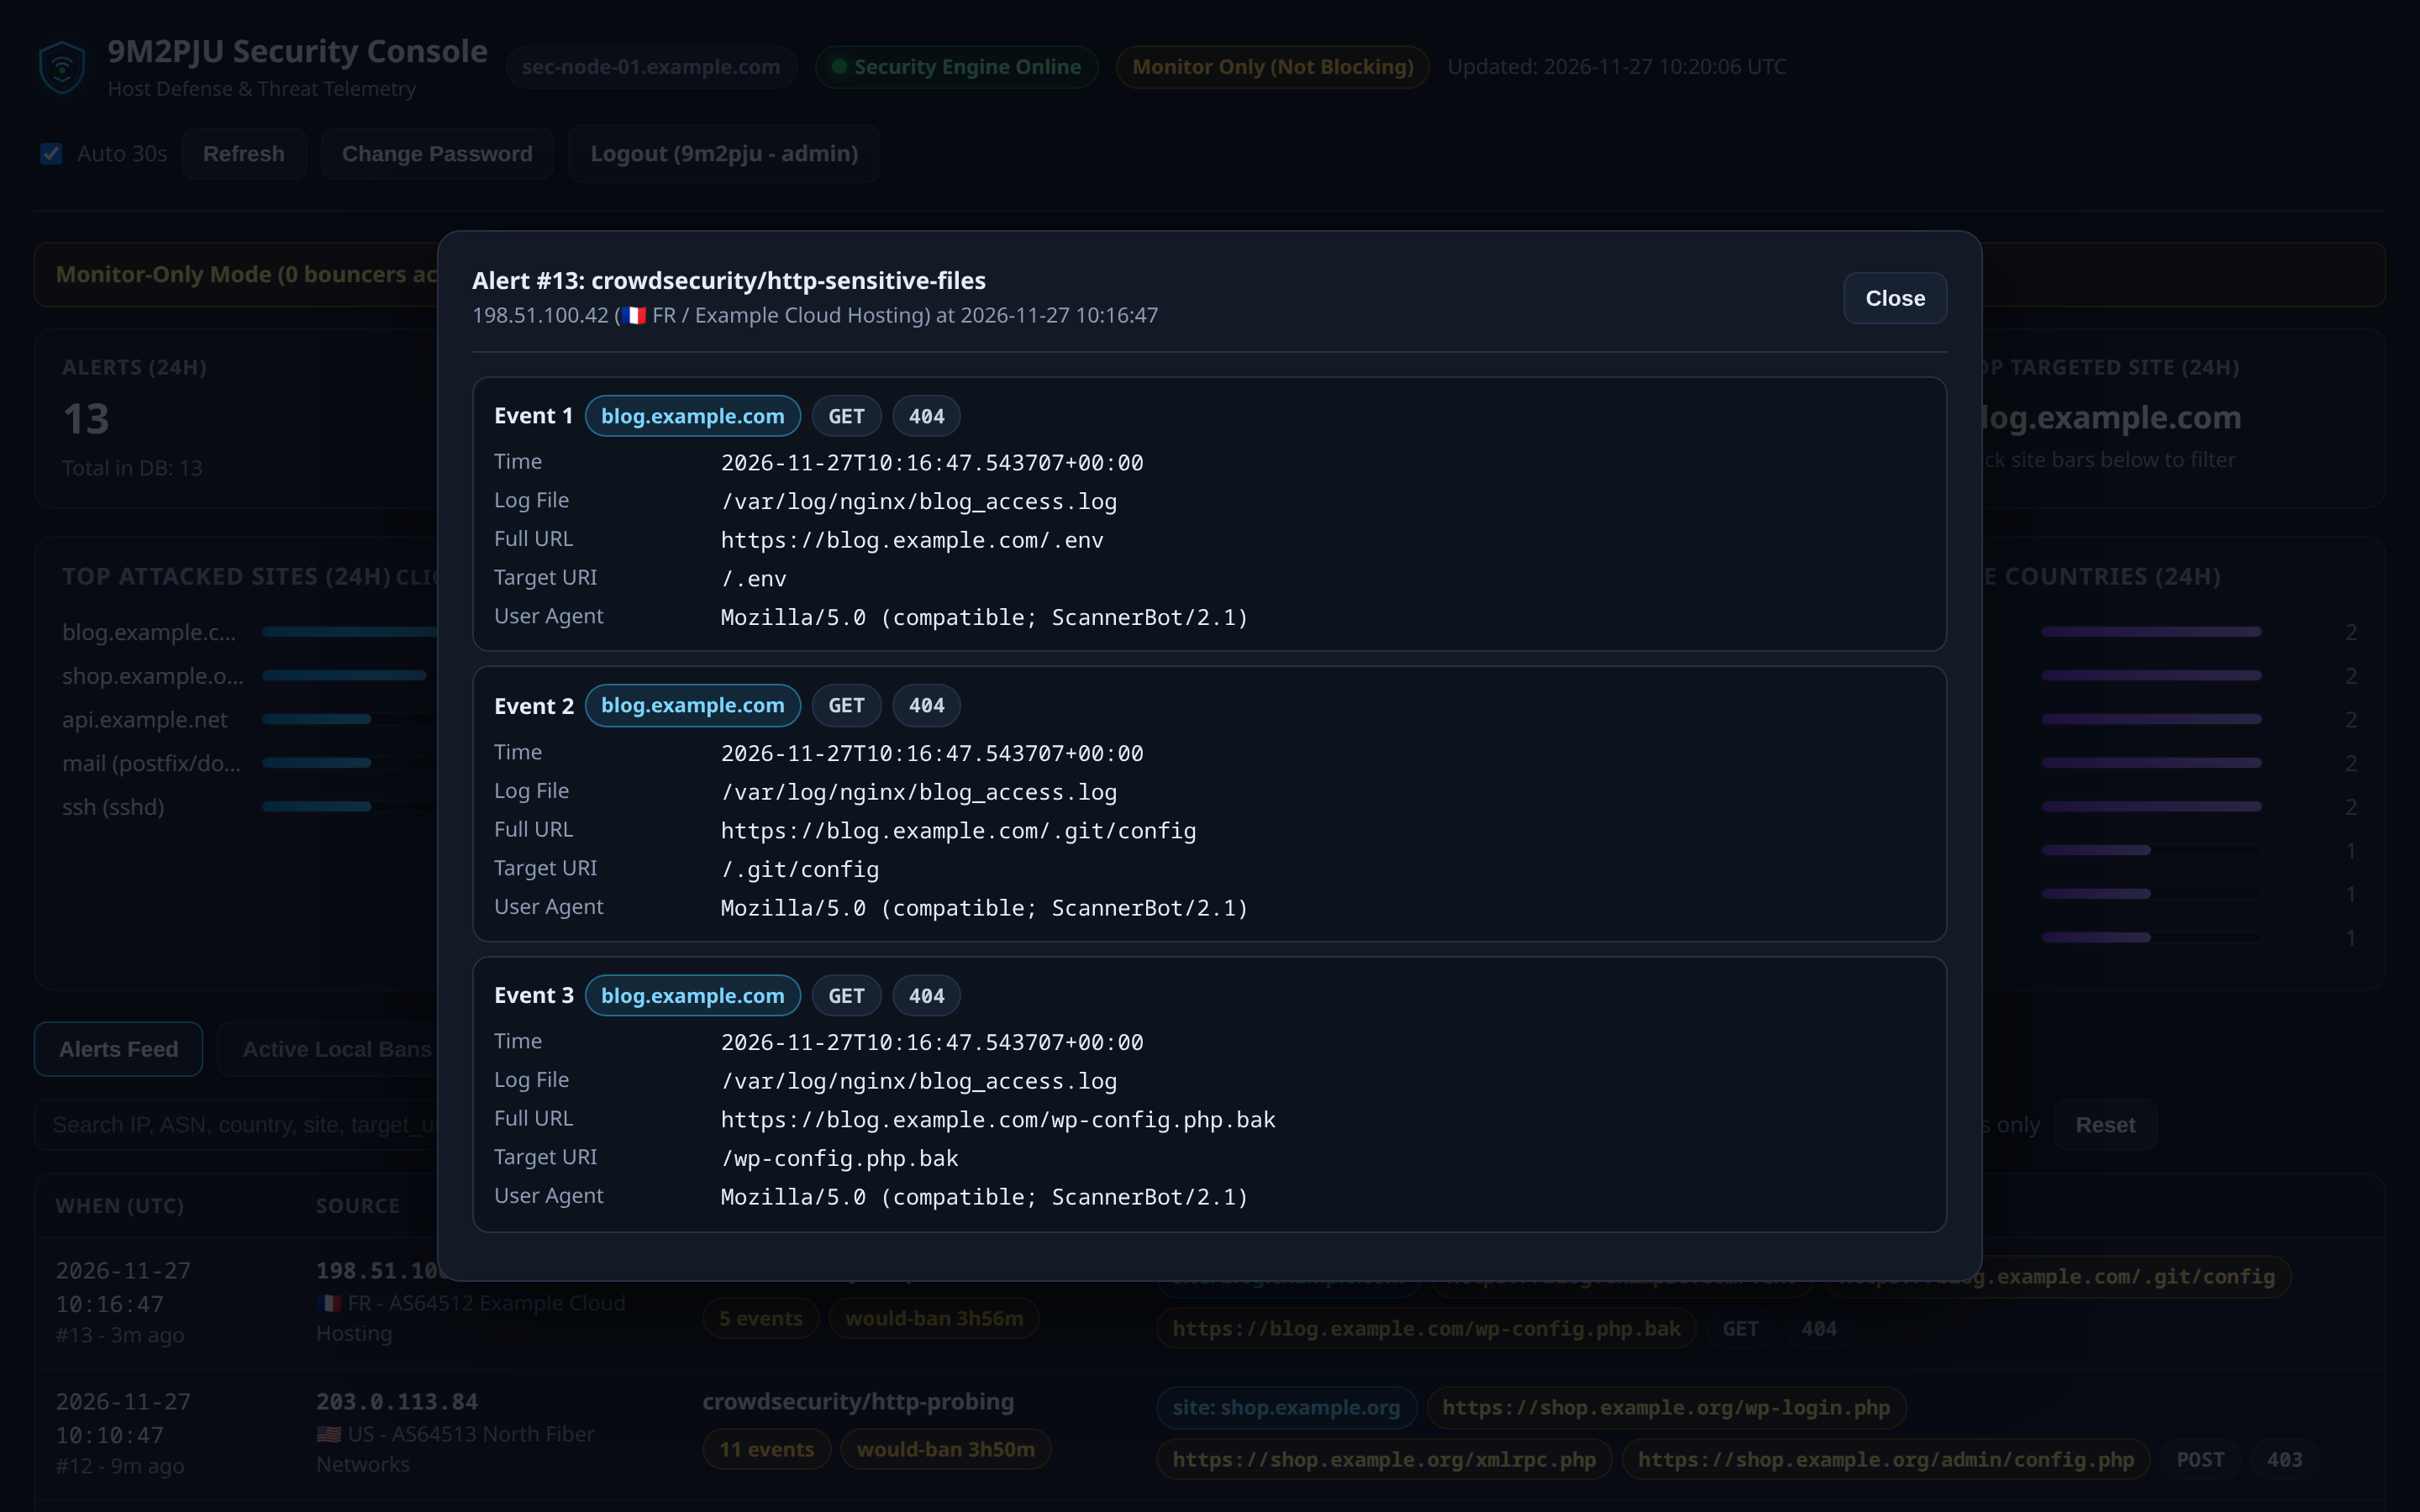 9M2PJU Security Console
Host Defense & Threat Telemetry
sec-node-01.example.com
Security Engine Online
Monitor Only (Not Blocking)
Updated: 2026-11-27 10:20:06 UTC
Auto 30s
Refresh
Change Password
Logout (9m2pju - admin)
Monitor-Only Mode (0 bouncers ac
ALERTS (24H)
13
Total in DB: 13
OP TARGETED SITE (24H)
log.example.com
ck site bars below to filter
TOP ATTACKED SITES (24H) CLIC
blog.example.c...
shop.example.o...
api.example.net
mail (postfix/do...
ssh (sshd)
E COUNTRIES (24H)
2
2
2
2
2
1
1
1
Alert #13: crowdsecurity/http-sensitive-files
198.51.100.42 (🇫🇷 FR / Example Cloud Hosting) at 2026-11-27 10:16:47
Close
Event 1 blog.example.com GET 404
Time 2026-11-27T10:16:47.543707+00:00
Log File /var/log/nginx/blog_access.log
Full URL https://blog.example.com/.env
Target URI /.env
User Agent Mozilla/5.0 (compatible; ScannerBot/2.1)
Event 2 blog.example.com GET 404
Time 2026-11-27T10:16:47.543707+00:00
Log File /var/log/nginx/blog_access.log
Full URL https://blog.example.com/.git/config
Target URI /.git/config
User Agent Mozilla/5.0 (compatible; ScannerBot/2.1)
Event 3 blog.example.com GET 404
Time 2026-11-27T10:16:47.543707+00:00
Log File /var/log/nginx/blog_access.log
Full URL https://blog.example.com/wp-config.php.bak
Target URI /wp-config.php.bak
User Agent Mozilla/5.0 (compatible; ScannerBot/2.1)
Alerts Feed
Active Local Bans
Search IP, ASN, country, site, target_u
s only
Reset
WHEN (UTC)
SOURCE
2026-11-27
10:16:47
#13 - 3m ago
198.51.100
🇫🇷 FR - AS64512 Example Cloud
Hosting
5 events
would-ban 3h56m
https://blog.example.com/.git/config
https://blog.example.com/wp-config.php.bak
GET
404
2026-11-27
10:10:47
#12 - 9m ago
203.0.113.84
🇺🇸 US - AS64513 North Fiber
Networks
crowdsecurity/http-probing
11 events
would-ban 3h50m
site: shop.example.org
https://shop.example.org/wp-login.php
https://shop.example.org/xmlrpc.php
https://shop.example.org/admin/config.php
POST
403